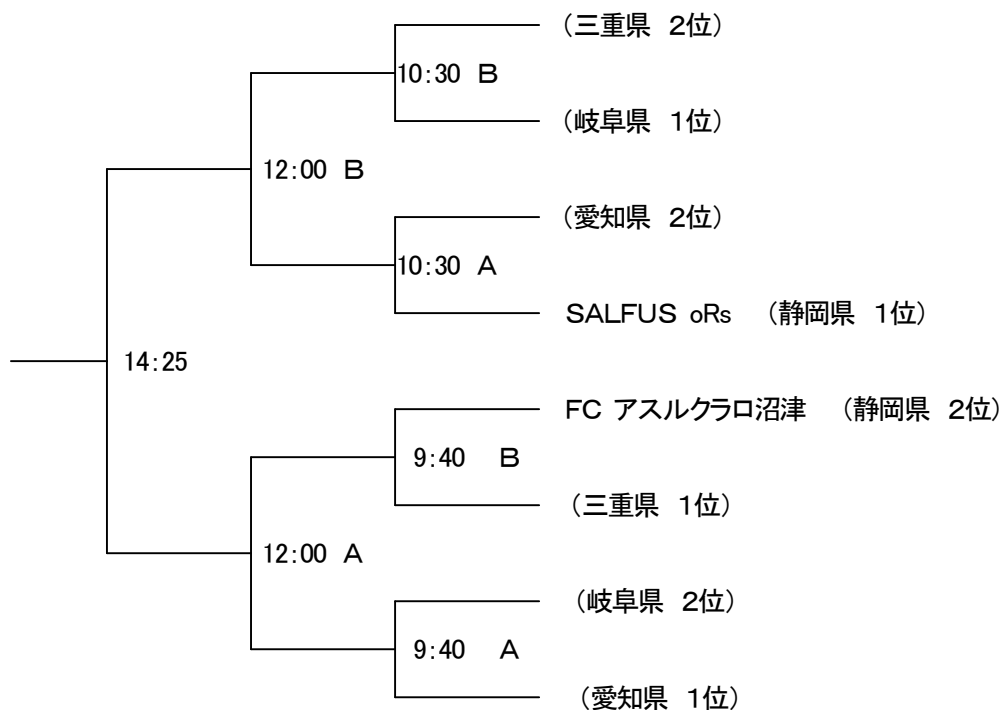 （三重県　2位）
10：30 B
（岐阜県　1位）
12：00 B
（愛知県　2位）
10：30 A
SALFUS oRs　（静岡県　1位）
14：25
FC アスルクラロ沼津　（静岡県　2位）
9：40　B
（三重県　1位）
12：00 A
（岐阜県　2位）
9：40　A
（愛知県　1位）